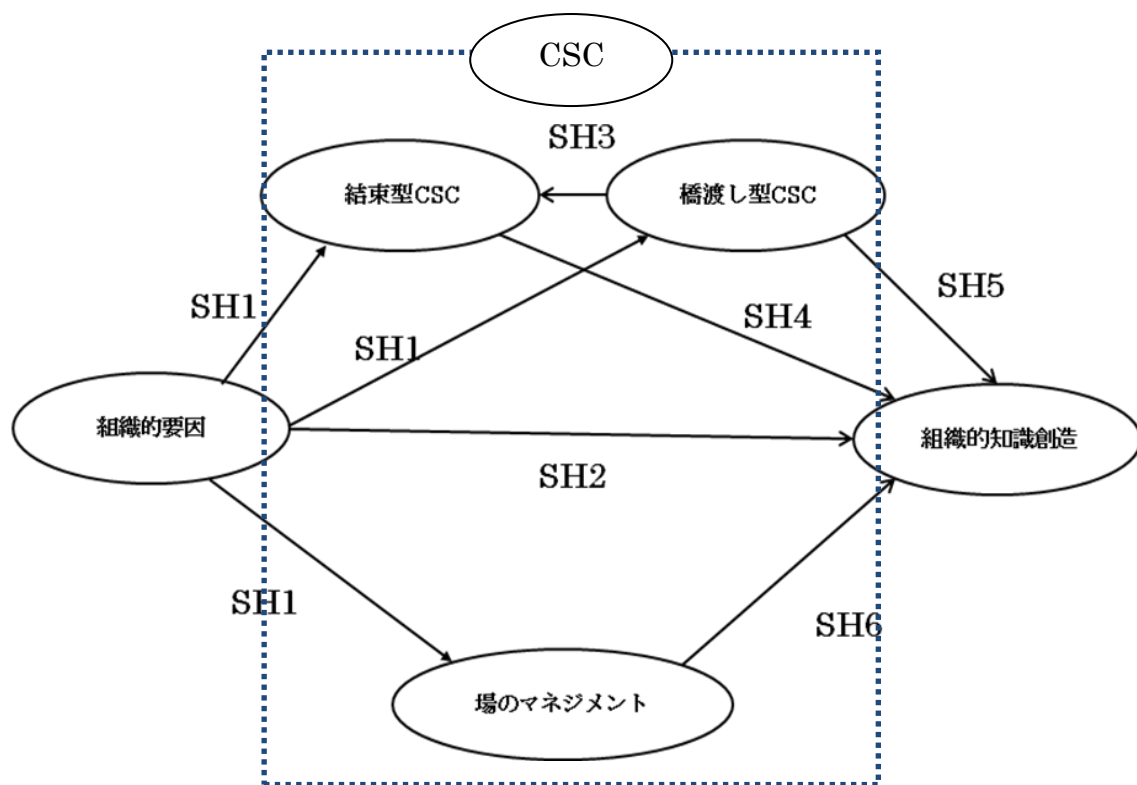 CSC
SH3
結束型CSC
橋渡し型CSC
SH1
SH5
SH4
SH1
組織的要因
組織的知識創造
SH2
SH1
SH6
場のマネジメント